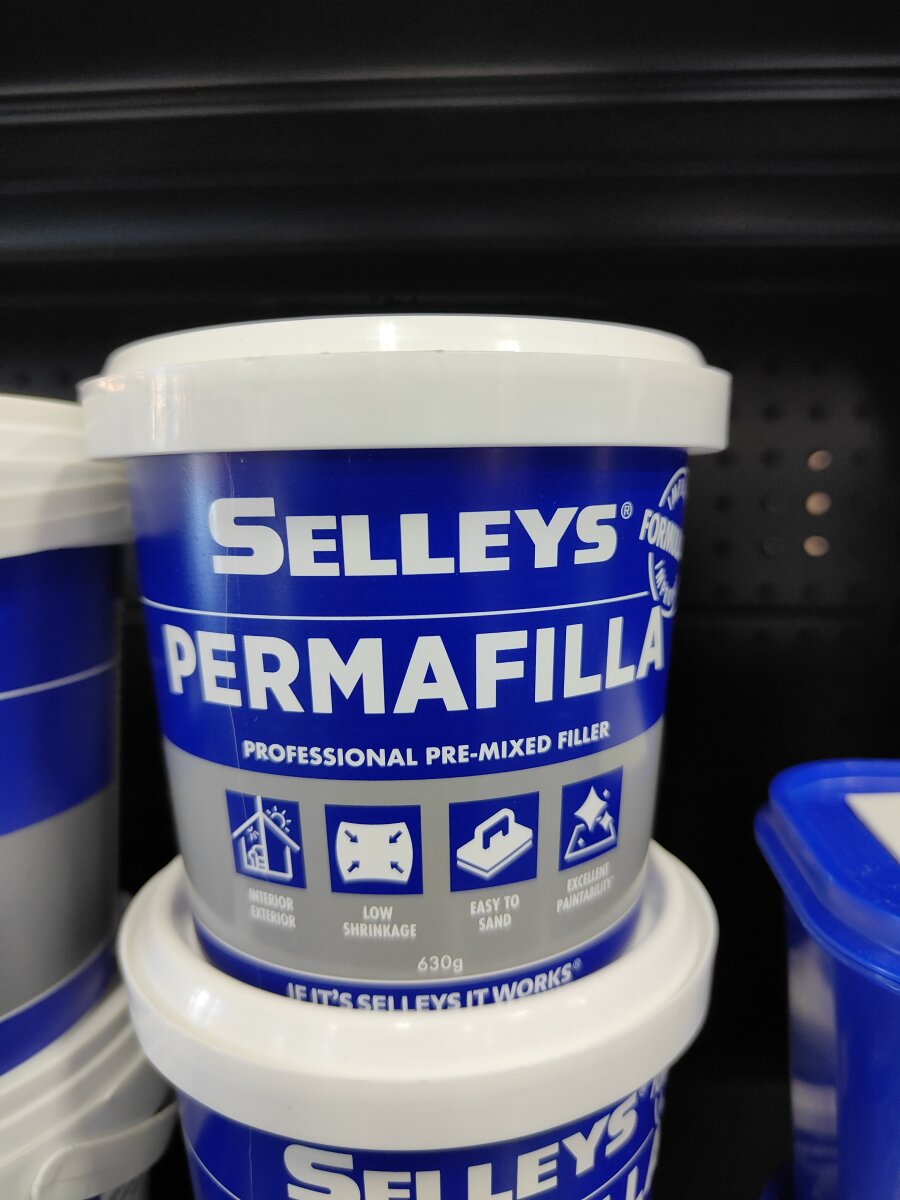 SELLEYS®
FORMULA
PERMAFILLA
PROFESSIONAL PRE-MIXED FILLER
INTERIOR
EXTERIOR
LOW
SHRINKAGE
EASY TO
SAND
EXCELLENT
PAINTABILITY
630g
IF IT'S SELLEYS IT WORKS®
SELLEYS